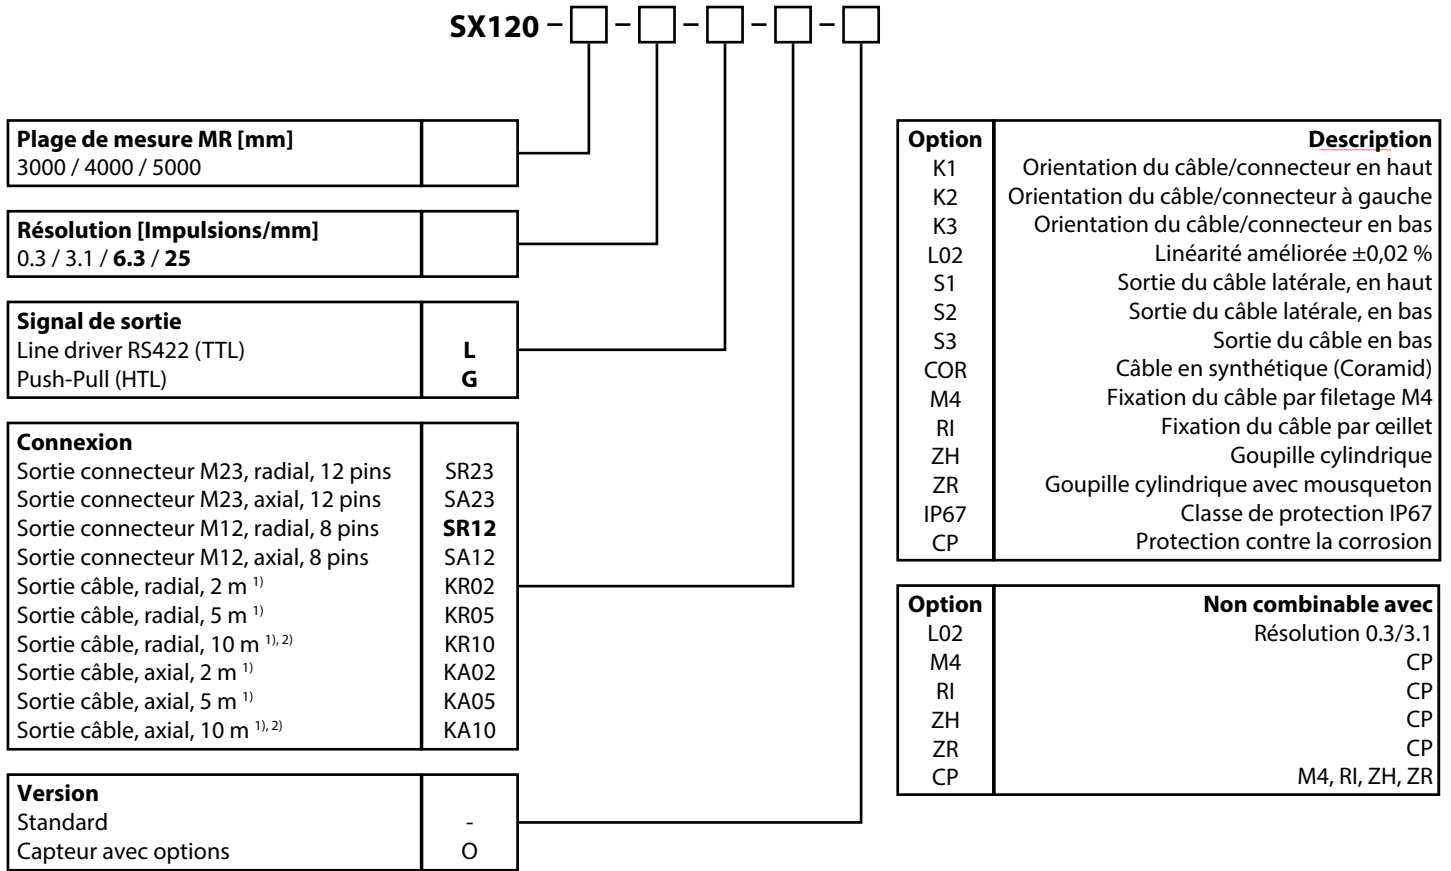 SX120 – – – – –
Plage de mesure MR [mm]
3000 / 4000 / 5000
Résolution [Impulsions/mm]
0.3 / 3.1 / 6.3 / 25
Signal de sortie
Line driver RS422 (TTL) L
Push-Pull (HTL) G
Connexion
Sortie connecteur M23, radial, 12 pins SR23
Sortie connecteur M23, axial, 12 pins SA23
Sortie connecteur M12, radial, 8 pins SR12
Sortie connecteur M12, axial, 8 pins SA12
Sortie câble, radial, 2 m 1) KR02
Sortie câble, radial, 5 m 1) KR05
Sortie câble, radial, 10 m 1), 2) KR10
Sortie câble, axial, 2 m 1) KA02
Sortie câble, axial, 5 m 1) KA05
Sortie câble, axial, 10 m 1), 2) KA10
Version
Standard -
Capteur avec options O
Option Description
K1 Orientation du câble/connecteur en haut
K2 Orientation du câble/connecteur à gauche
K3 Orientation du câble/connecteur en bas
L02 Linéarité améliorée ±0,02 %
S1 Sortie du câble latérale, en haut
S2 Sortie du câble latérale, en bas
S3 Sortie du câble en bas
COR Câble en synthétique (Coramid)
M4 Fixation du câble par filetage M4
RI Fixation du câble par œillet
ZH Goupille cylindrique
ZR Goupille cylindrique avec mousqueton
IP67 Classe de protection IP67
CP Protection contre la corrosion
Option Non combinable avec
L02 Résolution 0.3/3.1
M4 CP
RI CP
ZH CP
ZR CP
CP M4, RI, ZH, ZR